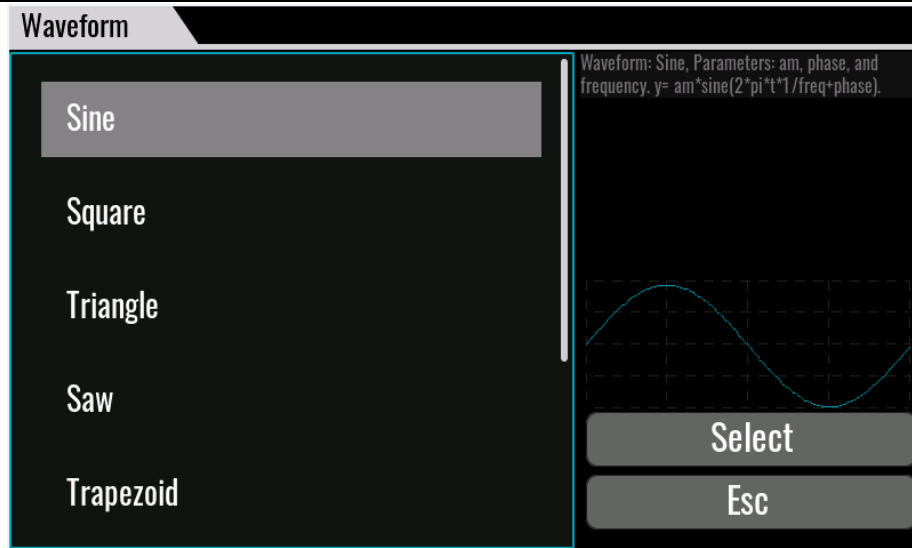 Waveform
Sine
Square
Triangle
Saw
Trapezoid
Waveform: Sine, Parameters: am, phase, and
frequency. y= am*sine(2*pi*t*1/freq+phase).
Select
Esc